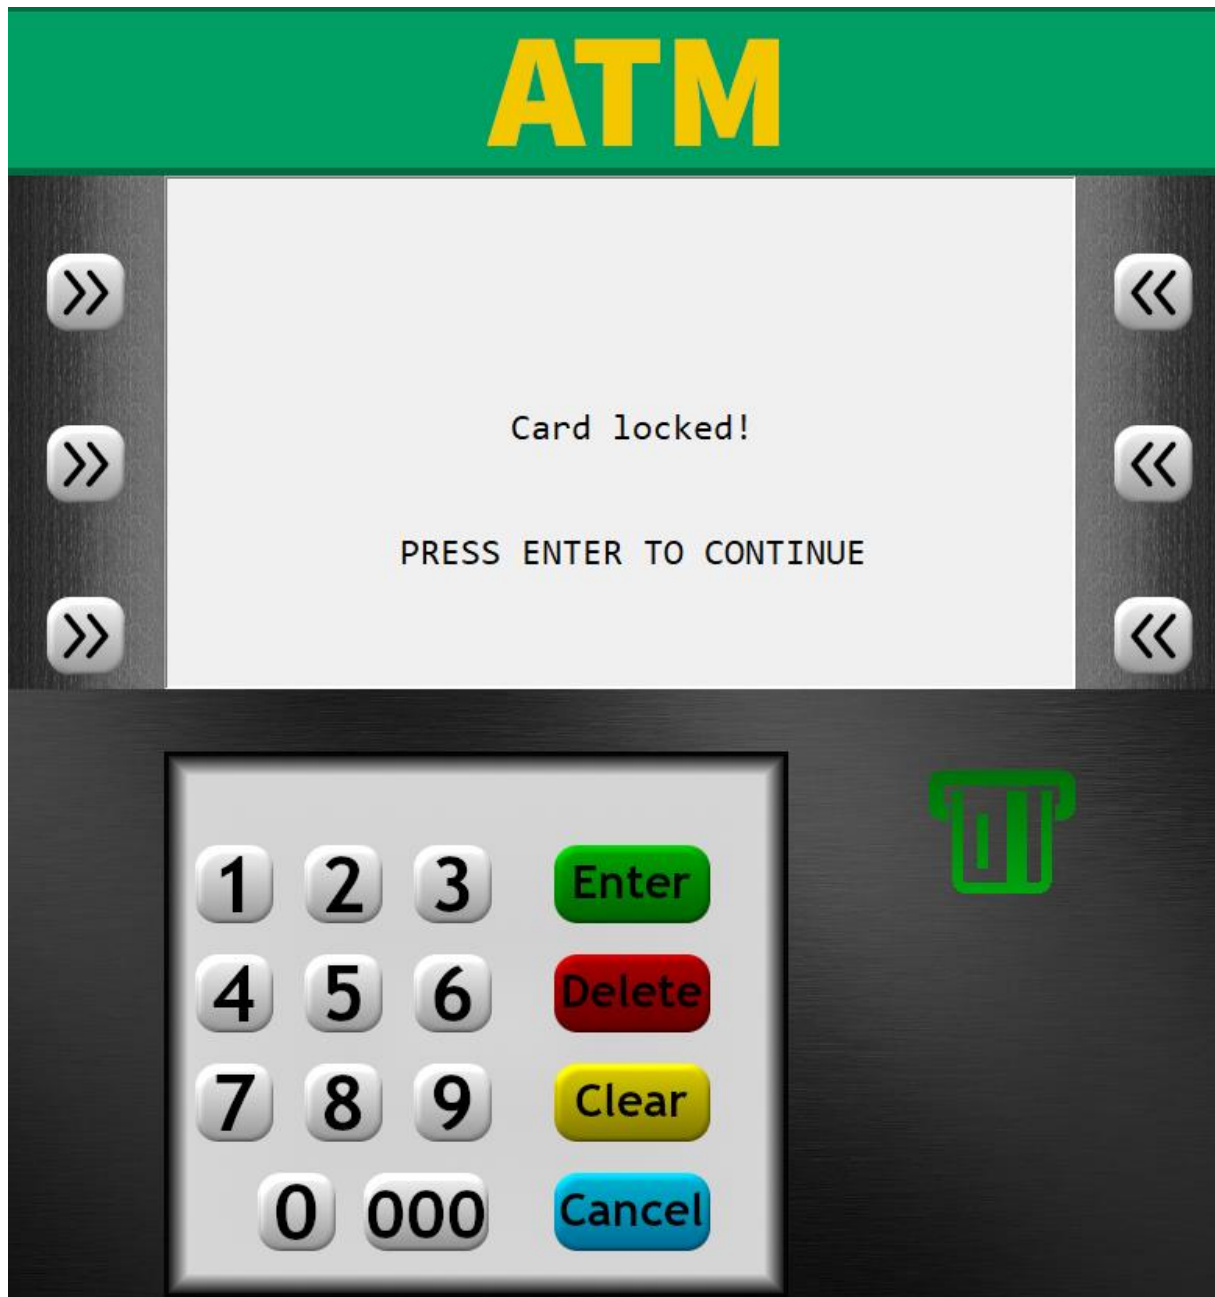 ATM
>> <<
Card locked!
>> <<
PRESS ENTER TO CONTINUE
>> <<
1 2 3 Enter
4 5 6 Delete
7 8 9 Clear
0 000 Cancel